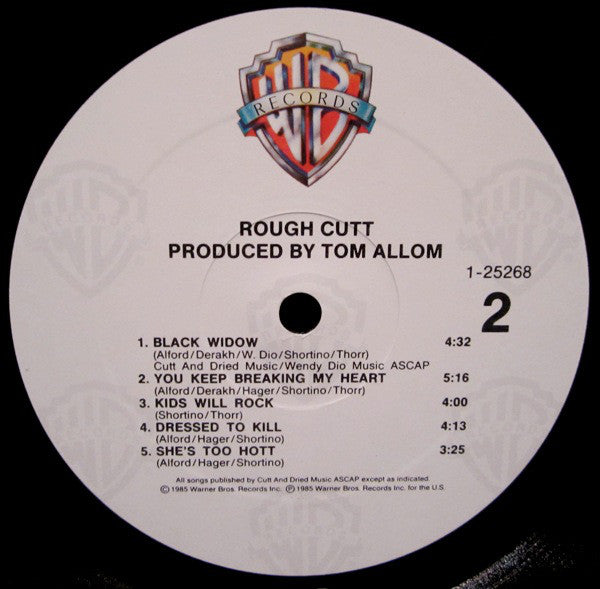 WB
RECORDS
ROUGH CUTT
PRODUCED BY TOM ALLOM
1-25268
2
1. BLACK WIDOW 4:32
(Alford/Derakh/W. Dio/Shortino/Thorr)
Cutt And Dried Music/Wendy Dio Music ASCAP
2. YOU KEEP BREAKING MY HEART 5:16
(Alford/Derakh/Hager/Shortino/Thorr)
3. KIDS WILL ROCK 4:00
(Shortino/Thorr)
4. DRESSED TO KILL 4:13
(Alford/Hager/Shortino)
5. SHE'S TOO HOTT 3:25
(Alford/Hager/Shortino)
All songs published by Cutt And Dried Music ASCAP except as indicated.
©1985 Warner Bros. Records Inc. ℗1985 Warner Bros. Records Inc. for the U.S.